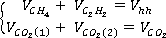 V_{CH_4} + V_{C_2H_2} = V_{hh}
V_{CO_2(1)} + V_{CO_2(2)} = V_{CO_2}